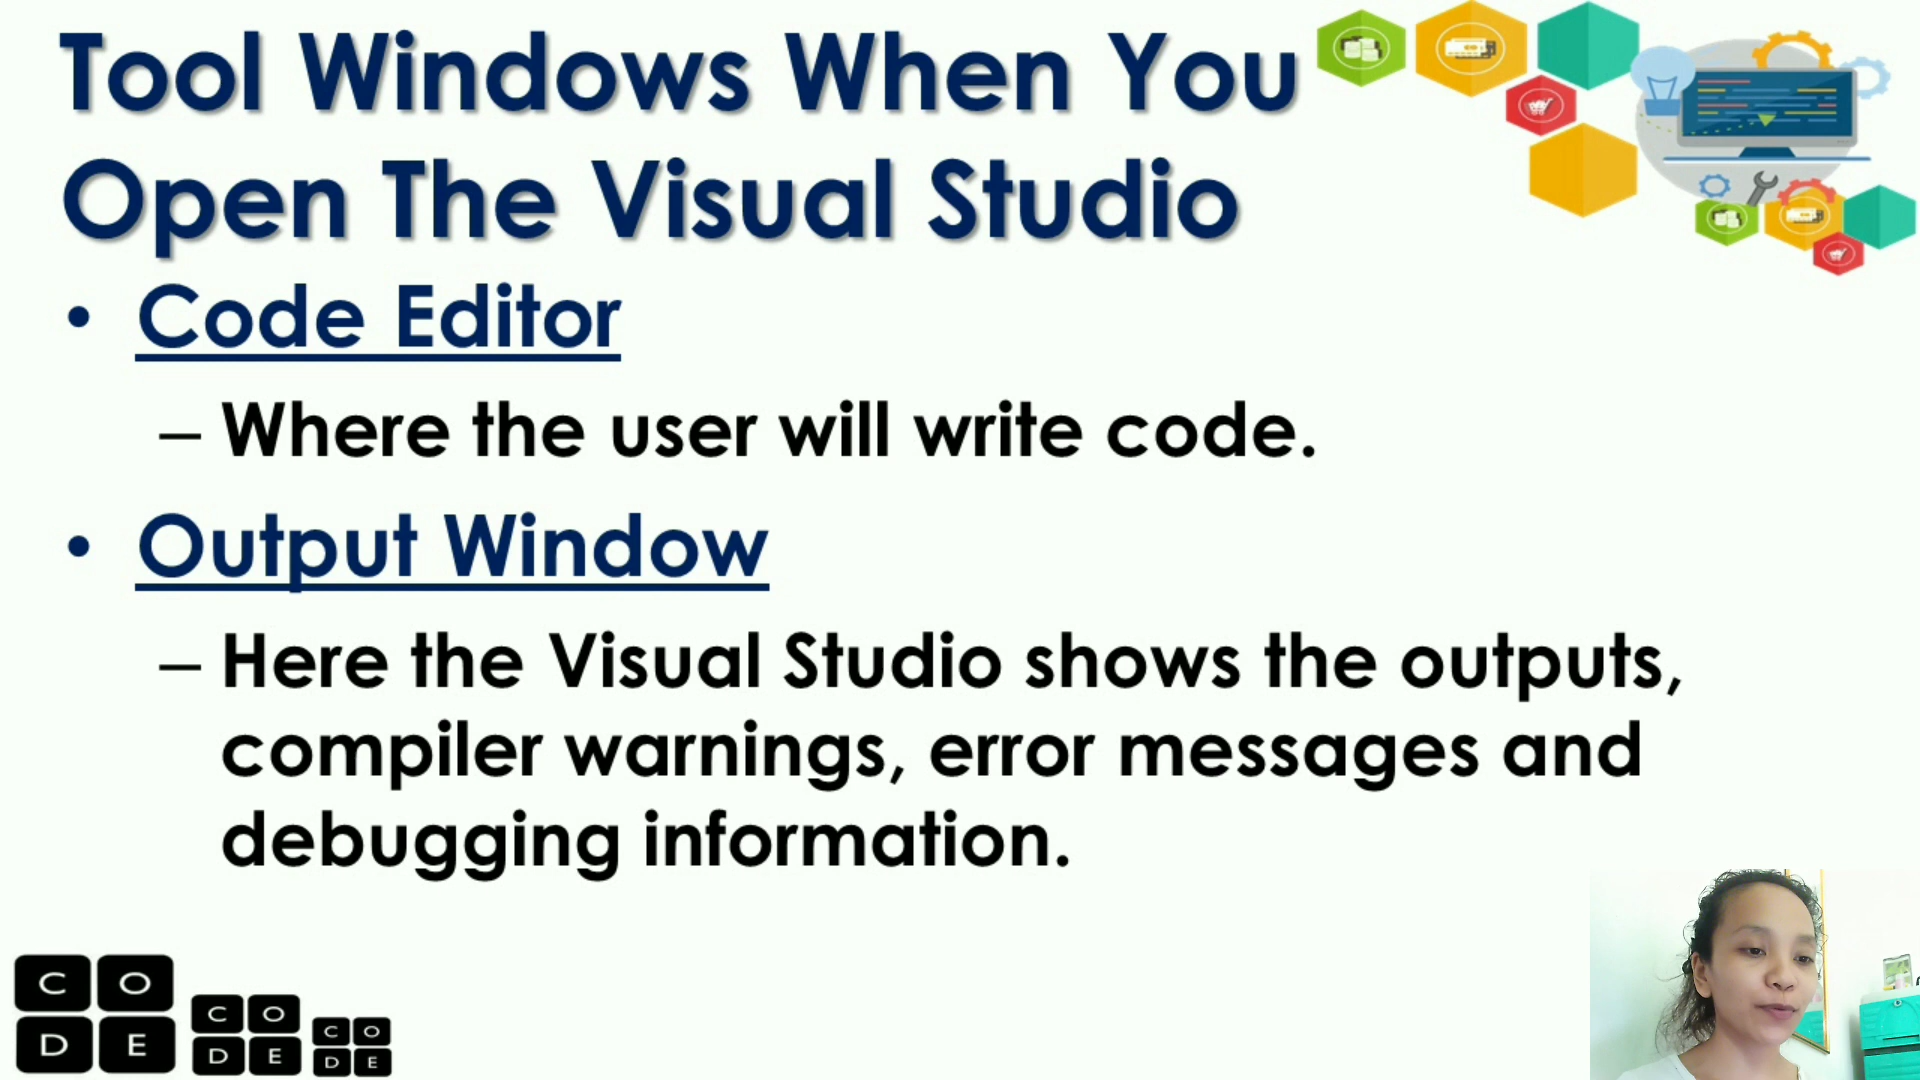 Tool Windows When You
Open The Visual Studio
• Code Editor
– Where the user will write code.
• Output Window
– Here the Visual Studio shows the outputs,
compiler warnings, error messages and
debugging information.
C O
D E
C O
D E
C O
D E